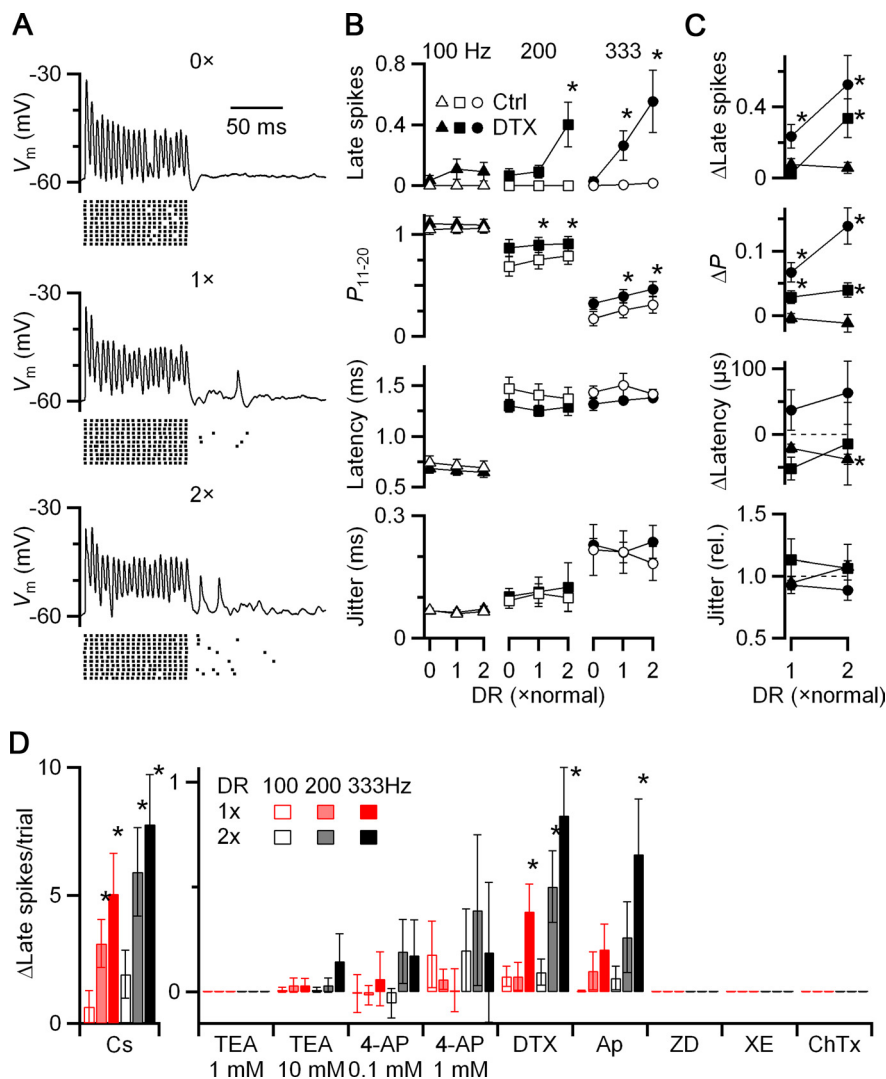 A
0×
-30
-60
Vm (mV)
50 ms
1×
-30
-60
Vm (mV)
2×
-30
-60
Vm (mV)
B
100 Hz 200 333
0.8
0.4
0
Late spikes
Ctrl
DTX
* * *
1
0
P11-20
* * * *
1.5
1.0
0.5
Latency (ms)
0.3
0
Jitter (ms)
0 1 2 0 1 2 0 1 2
DR (×normal)
C
0.4
0
ΔLate spikes
* * *
0.1
0
ΔP
* * * *
100
0
ΔLatency (µs)
*
1.5
1.0
0.5
Jitter (rel.)
1 2
DR (×normal)
D
10
5
0
ΔLate spikes/trial
* * * *
Cs
1
0
DR 100 200 333Hz
1x
2x
* * * *
TEA 1 mM
TEA 10 mM
4-AP 0.1 mM
4-AP 1 mM
DTX
Ap
ZD
XE
ChTx